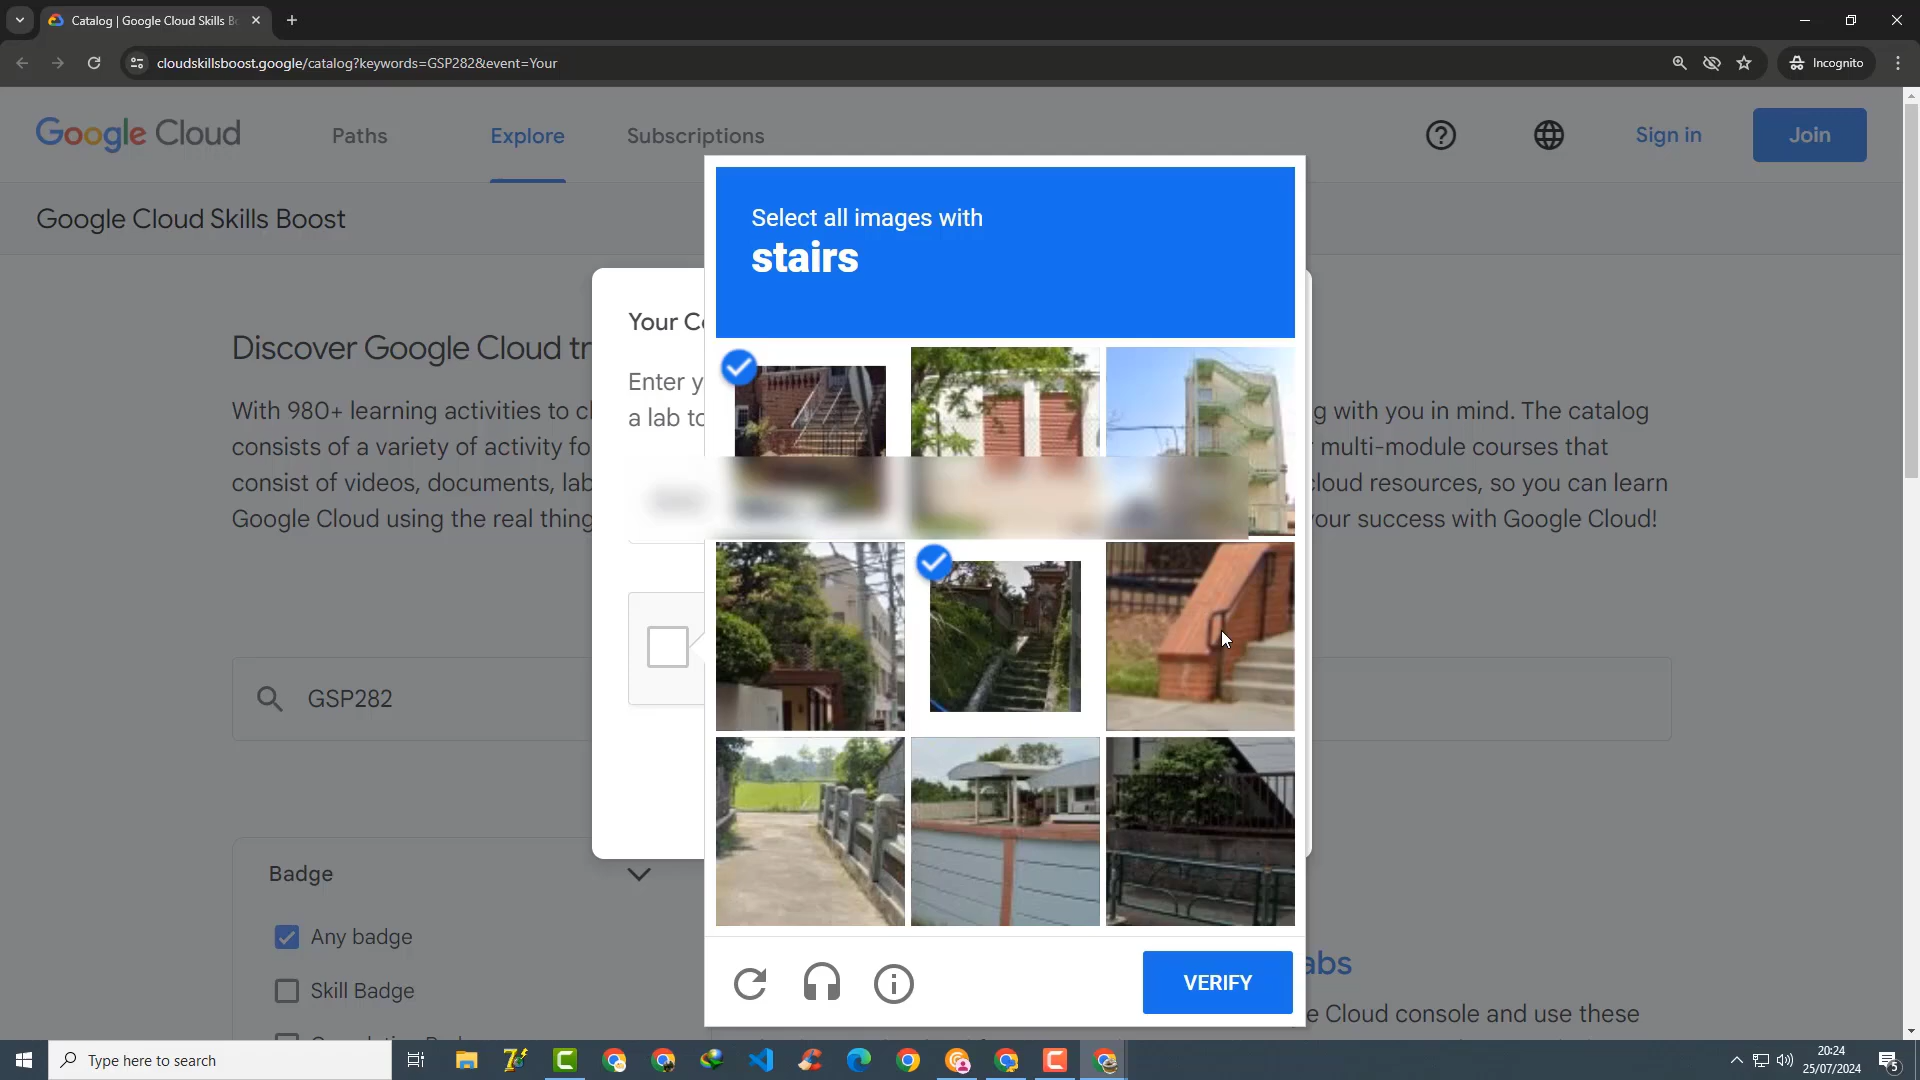 Catalog | Google Cloud Skills B
cloudskillsboost.google/catalog?keywords=GSP282&event=Your
Incognito
Google Cloud
Paths
Explore
Subscriptions
Sign in
Join
Google Cloud Skills Boost
Select all images with
stairs
Your Co
Discover Google Cloud tr
Enter y
a lab to
With 980+ learning activities to c
g with you in mind. The catalog
consists of a variety of activity fo
multi-module courses that
consist of videos, documents, lab
cloud resources, so you can learn
Google Cloud using the real thing
our success with Google Cloud!
GSP282
Badge
Any badge
Skill Badge
abs
VERIFY
e Cloud console and use these
Type here to search
20:24
25/07/2024
5